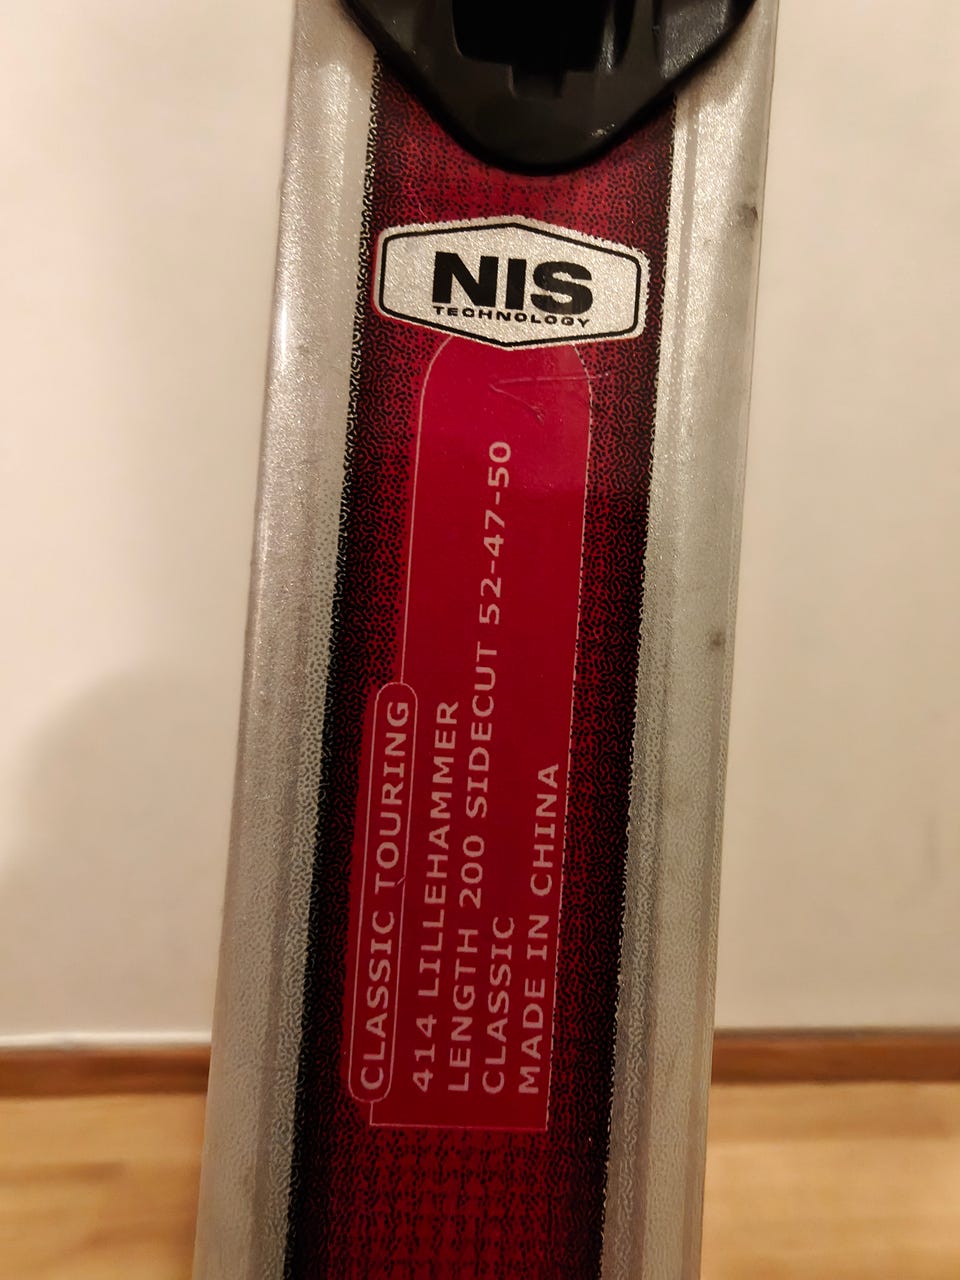 NIS
TECHNOLOGY
CLASSIC TOURING
414 LILLEHAMMER
LENGTH 200 SIDECUT 52-47-50
CLASSIC
MADE IN CHINA